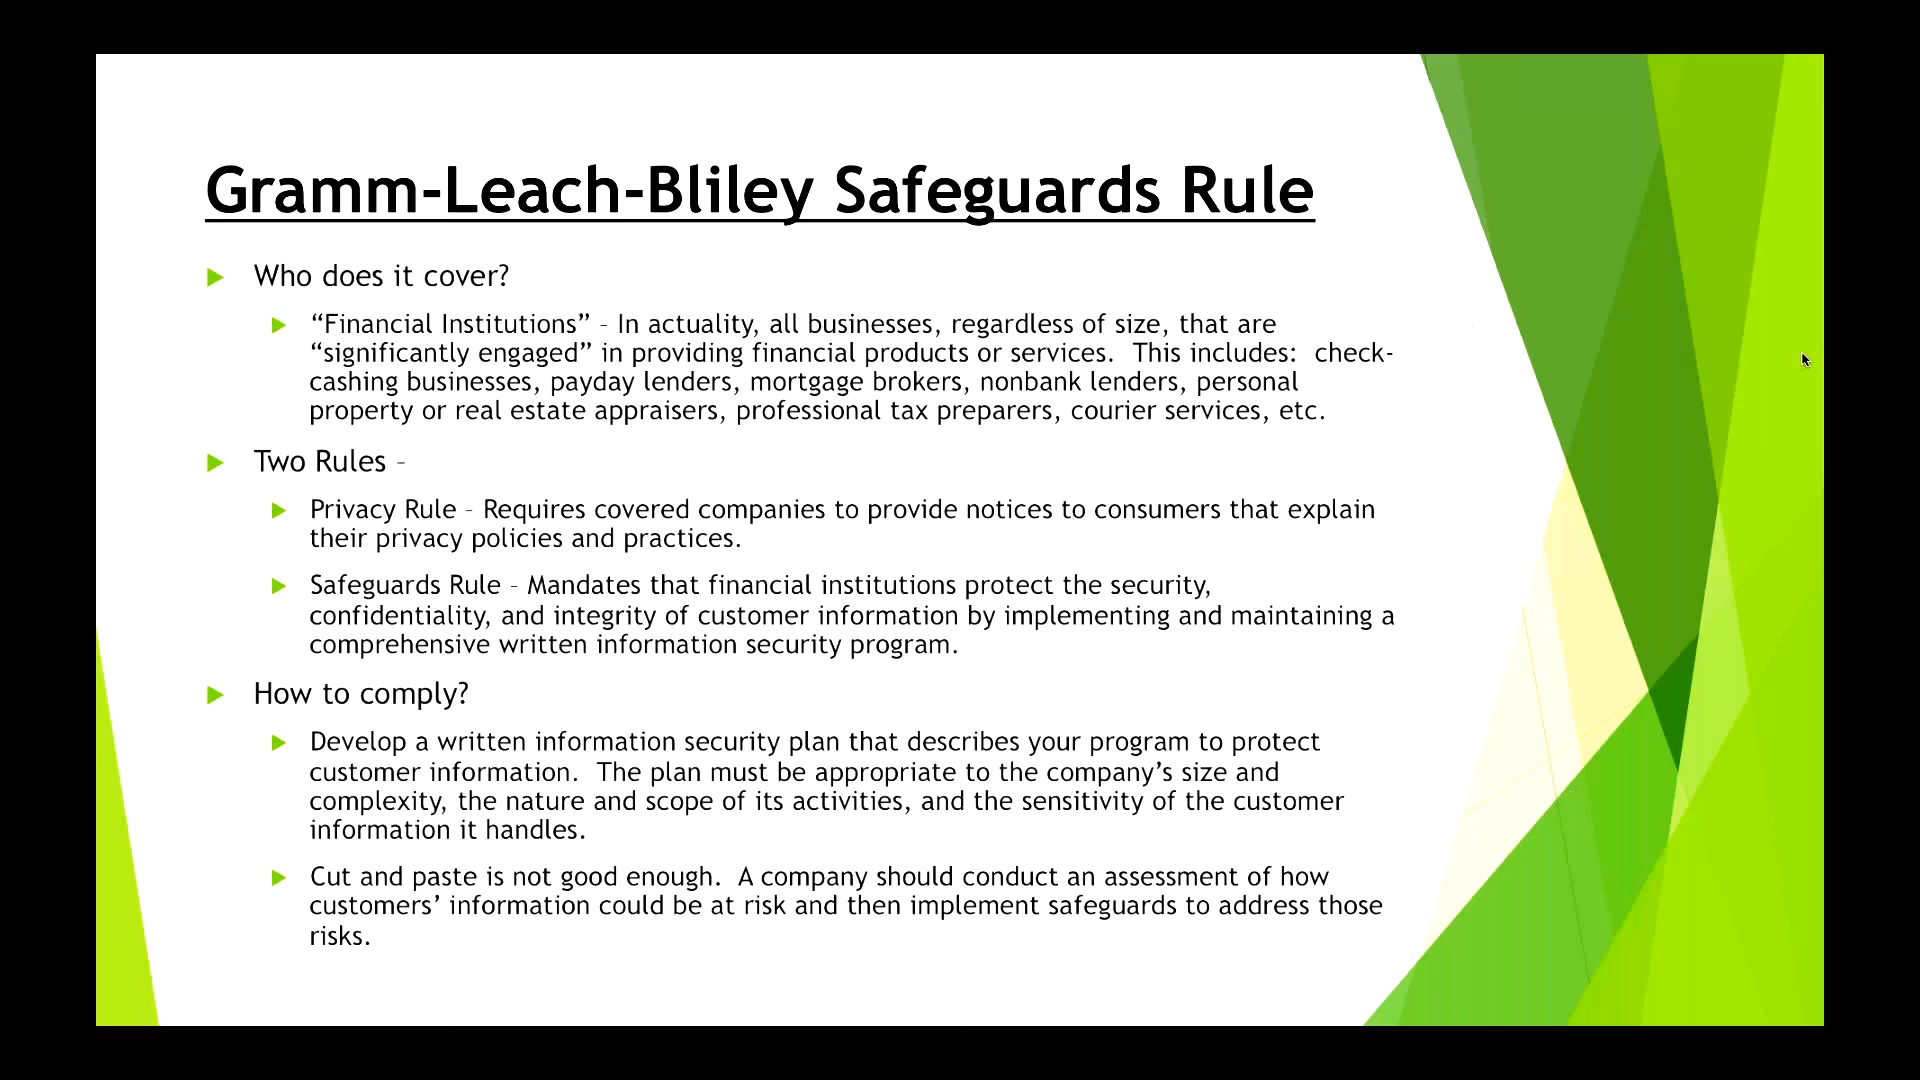 Gramm-Leach-Bliley Safeguards Rule
Who does it cover?
“Financial Institutions” – In actuality, all businesses, regardless of size, that are
“significantly engaged” in providing financial products or services.  This includes:  check-
cashing businesses, payday lenders, mortgage brokers, nonbank lenders, personal
property or real estate appraisers, professional tax preparers, courier services, etc.
Two Rules –
Privacy Rule – Requires covered companies to provide notices to consumers that explain
their privacy policies and practices.
Safeguards Rule – Mandates that financial institutions protect the security,
confidentiality, and integrity of customer information by implementing and maintaining a
comprehensive written information security program.
How to comply?
Develop a written information security plan that describes your program to protect
customer information.  The plan must be appropriate to the company’s size and
complexity, the nature and scope of its activities, and the sensitivity of the customer
information it handles.
Cut and paste is not good enough.  A company should conduct an assessment of how
customers’ information could be at risk and then implement safeguards to address those
risks.